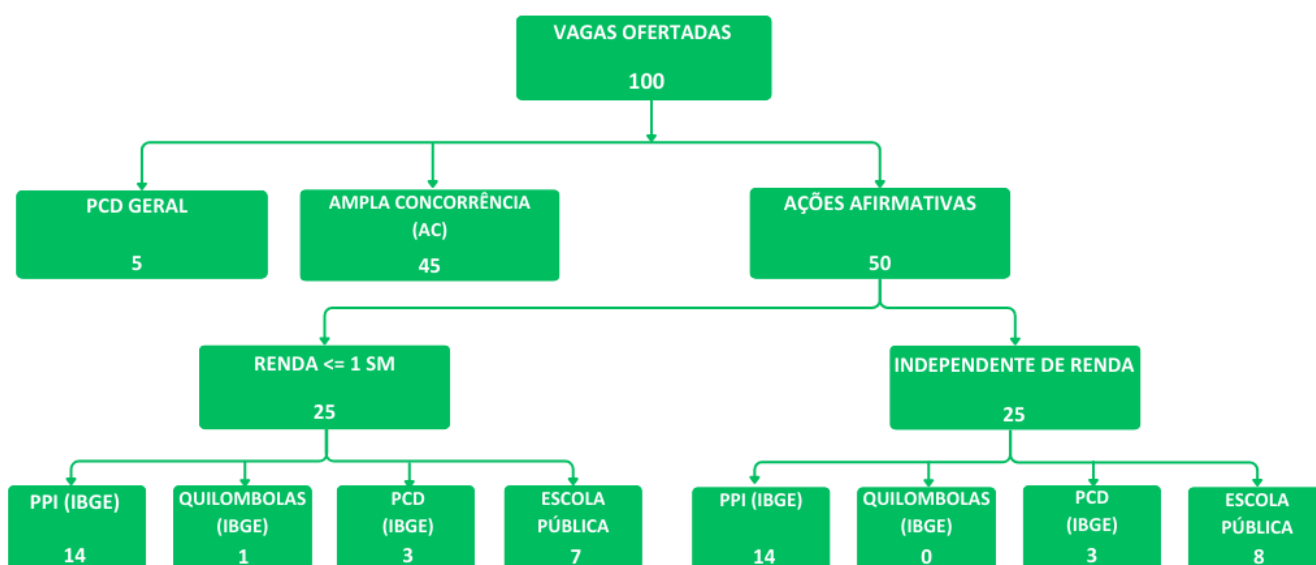 VAGAS OFERTADAS
100
PCD GERAL
5
AMPLA CONCORRÊNCIA
(AC)
45
AÇÕES AFIRMATIVAS
50
RENDA <= 1 SM
25
INDEPENDENTE DE RENDA
25
PPI (IBGE)
14
QUILOMBOLAS
(IBGE)
1
PCD
(IBGE)
3
ESCOLA
PÚBLICA
7
PPI (IBGE)
14
QUILOMBOLAS
(IBGE)
0
PCD
(IBGE)
3
ESCOLA
PÚBLICA
8